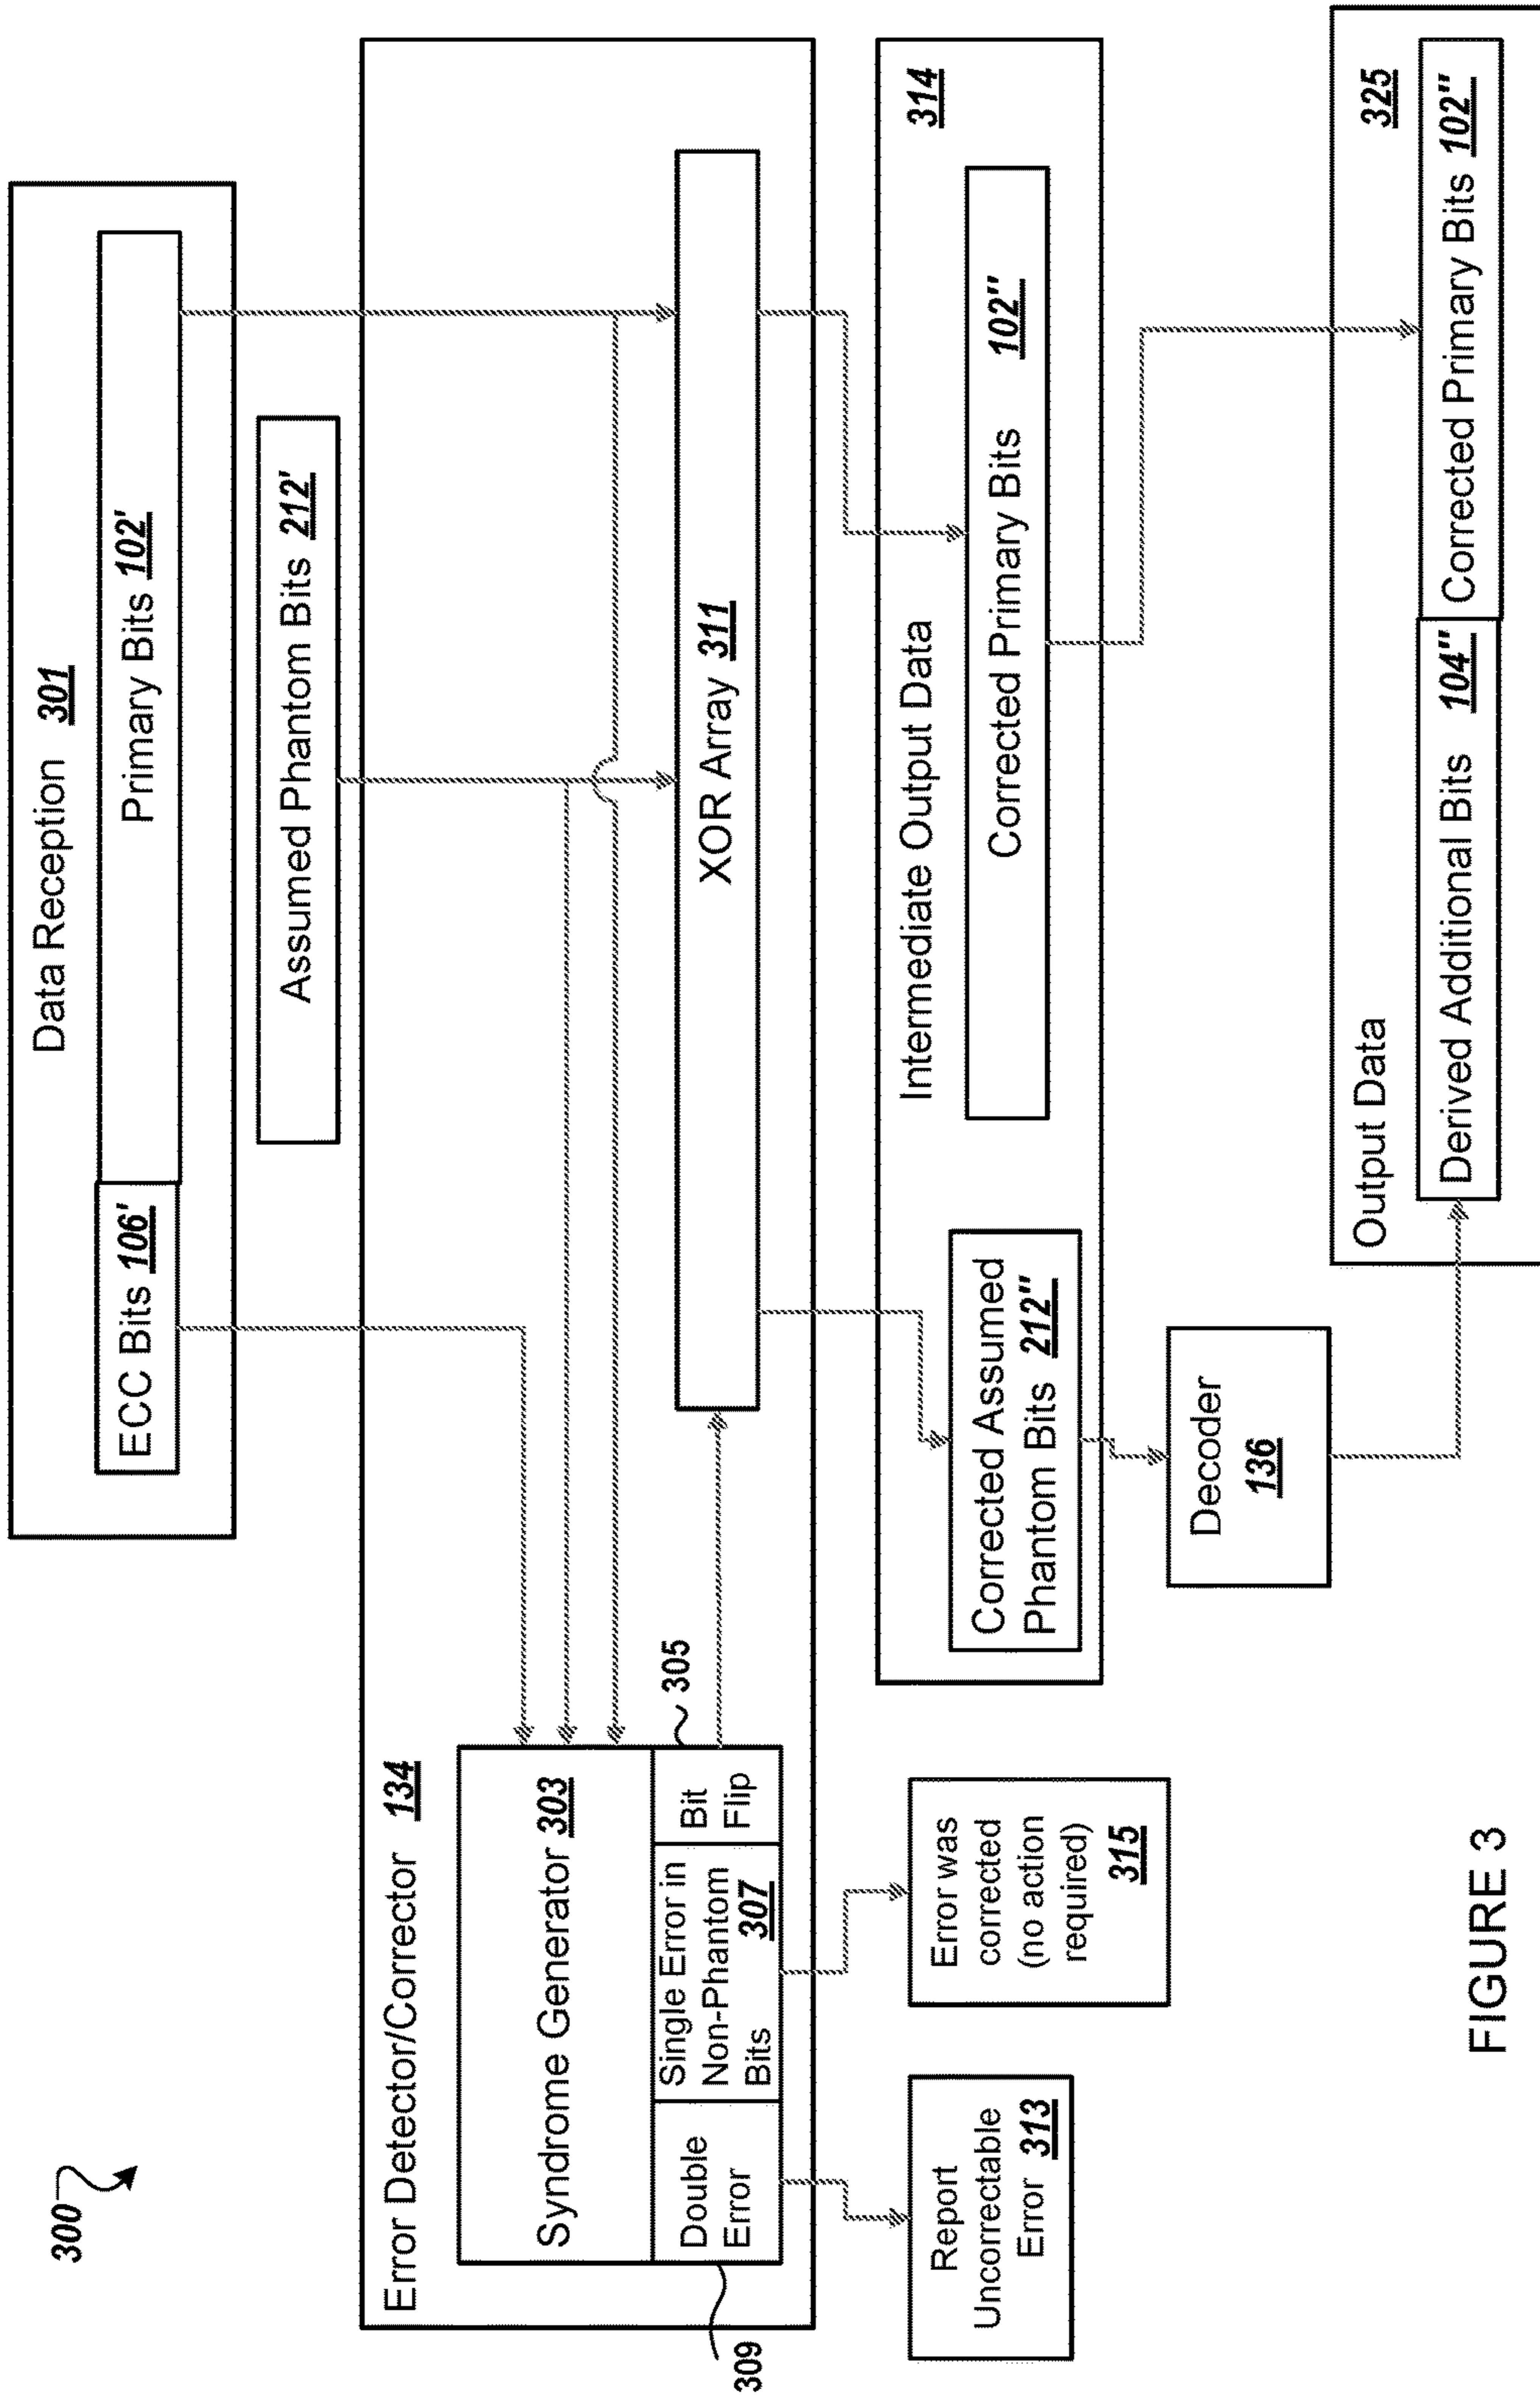 300
Data Reception 301
ECC Bits 106'
Primary Bits 102'
Assumed Phantom Bits 212'
Error Detector/Corrector 134
Syndrome Generator 303
Double
Error
309
Single Error in
Non-Phantom
Bits 307
Bit
Flip
305
XOR Array 311
Report
Uncorrectable
Error 313
Error was
corrected
(no action
required)
315
Intermediate Output Data
314
Corrected Assumed
Phantom Bits 212"
Corrected Primary Bits 102"
Decoder
136
Output Data
325
Derived Additional Bits 104"
Corrected Primary Bits 102"
FIGURE 3